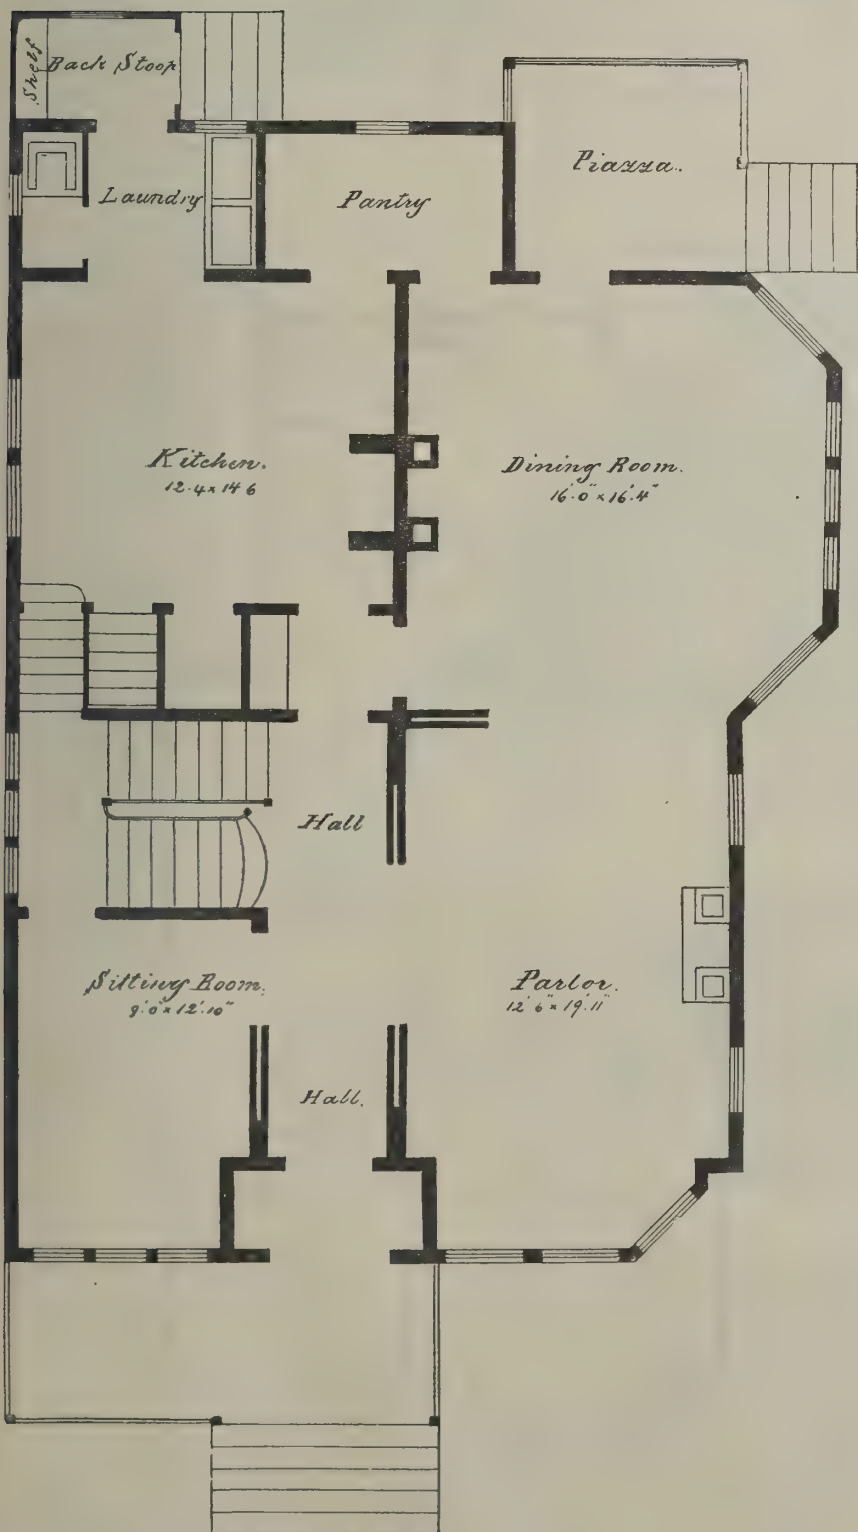 Shelf
Back Stoop
Piazza.
Laundry
Pantry
Kitchen.
12.4 x 14 6
Dining Room.
16'.0" x 16'.4"
Hall
Sitting Room.
9'.0" x 12'.10"
Parlor.
12' 6" x 19'.11"
Hall.